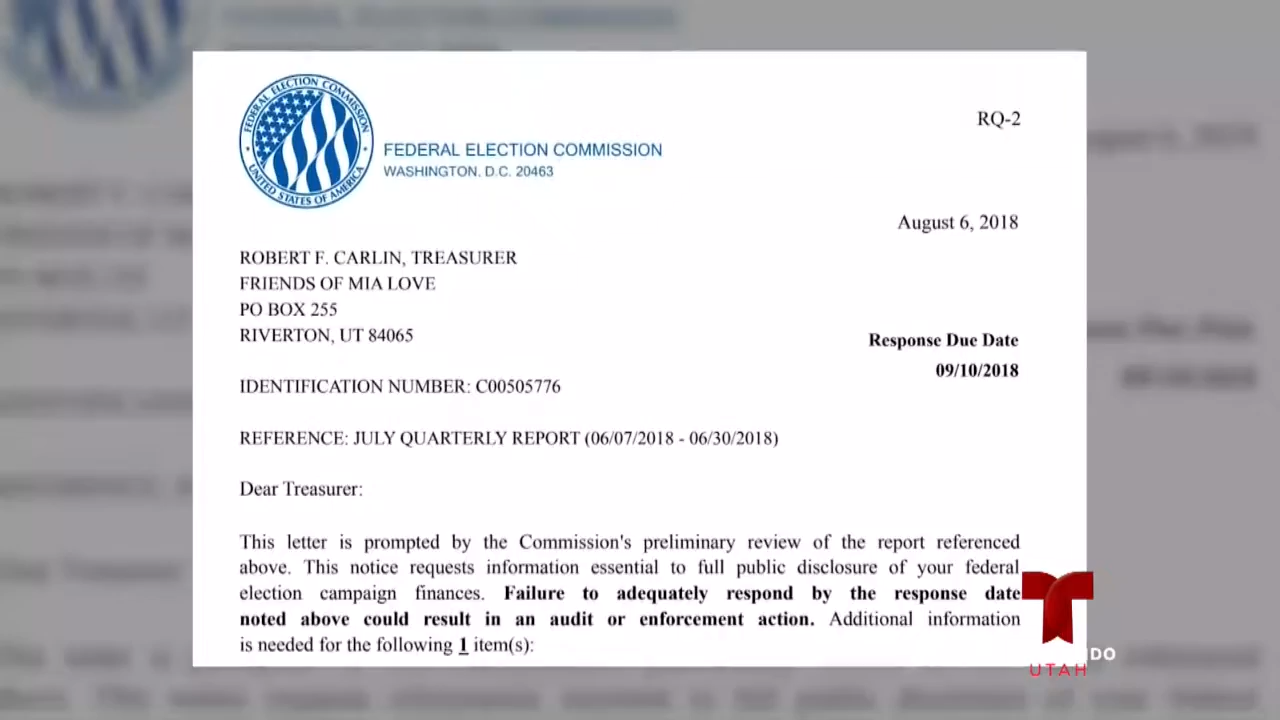 FEDERAL ELECTION COMMISSION
UNITED STATES OF AMERICA
FEDERAL ELECTION COMMISSION
WASHINGTON, D.C. 20463
RQ-2
August 6, 2018
ROBERT F. CARLIN, TREASURER
FRIENDS OF MIA LOVE
PO BOX 255
RIVERTON, UT 84065
Response Due Date
09/10/2018
IDENTIFICATION NUMBER: C00505776
REFERENCE: JULY QUARTERLY REPORT (06/07/2018 - 06/30/2018)
Dear Treasurer:
This letter is prompted by the Commission's preliminary review of the report referenced
above. This notice requests information essential to full public disclosure of your federal
election campaign finances. Failure to adequately respond by the response date
noted above could result in an audit or enforcement action. Additional information
is needed for the following 1 item(s):
UTAH